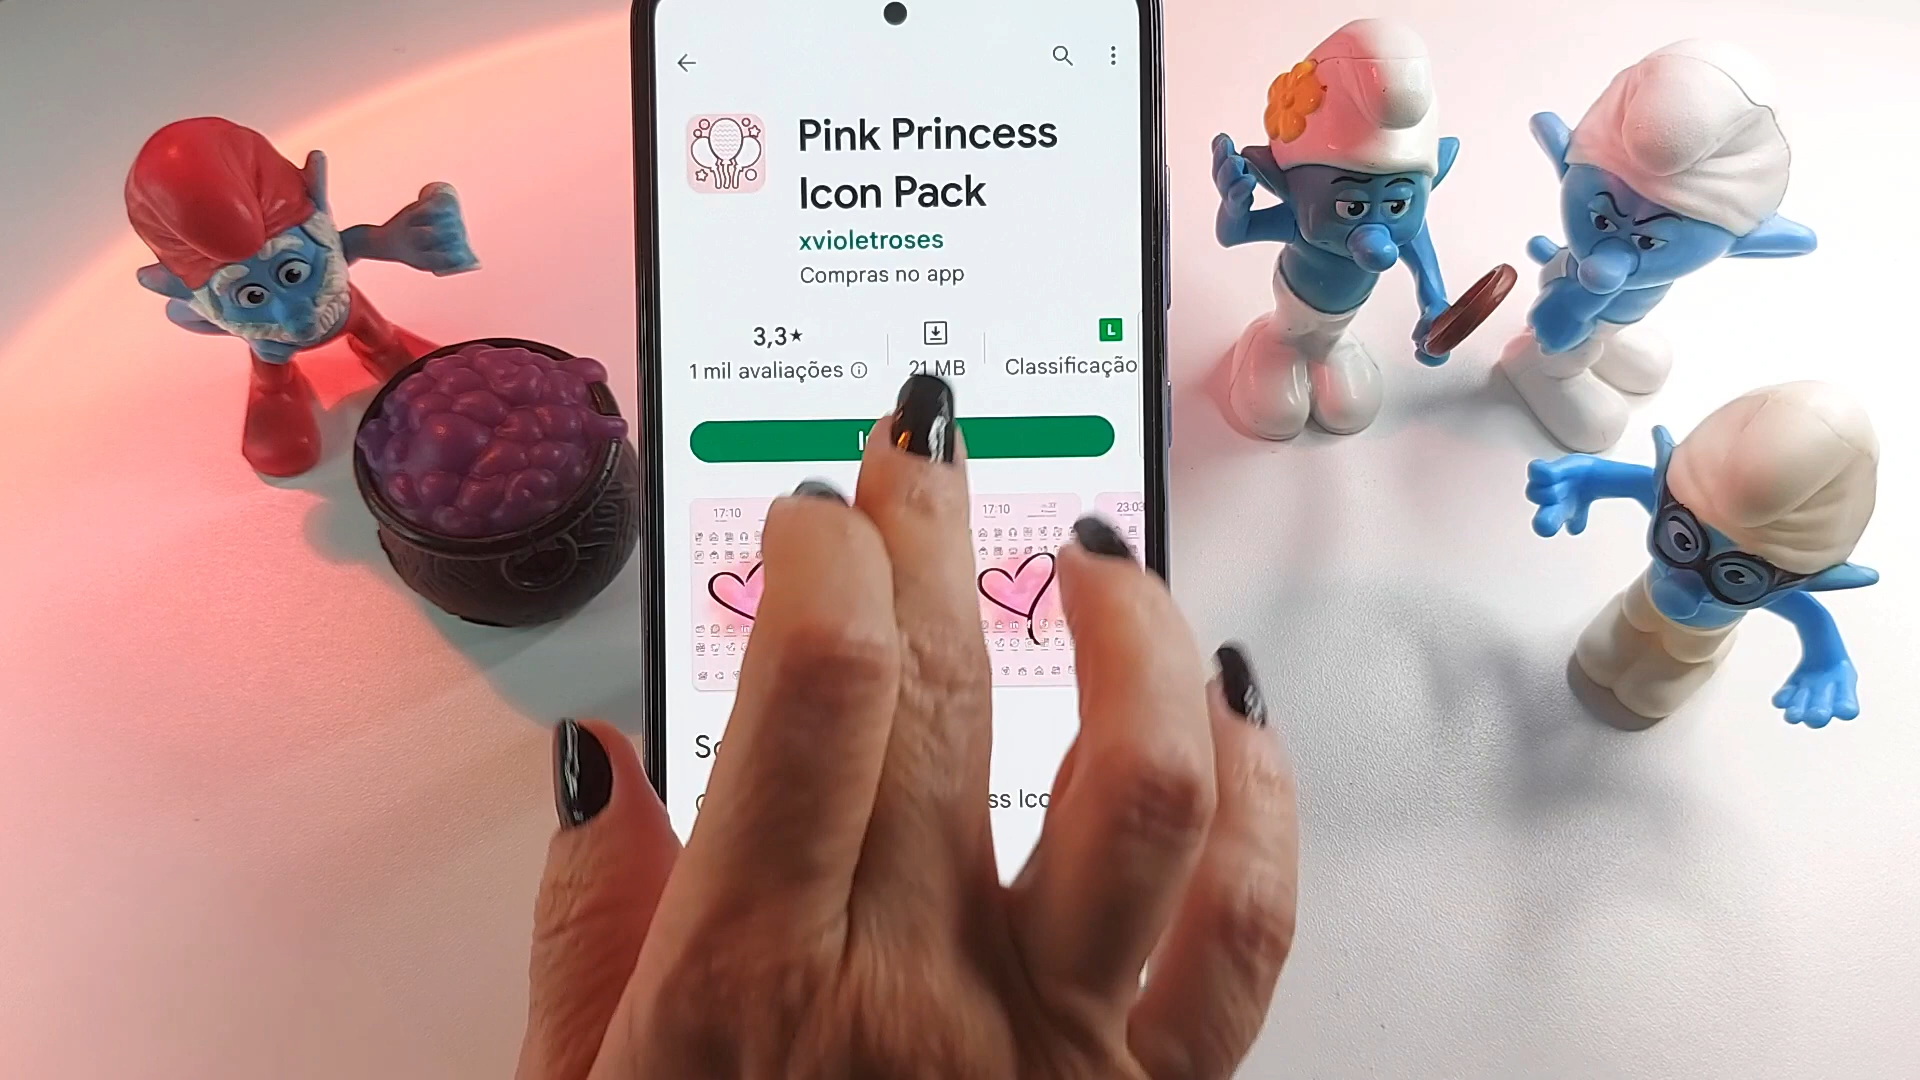 Pink Princess
Icon Pack
xvioletroses
Compras no app
3,3★
L
1 mil avaliações
21 MB
Classificação
17:10
17:10
23:03